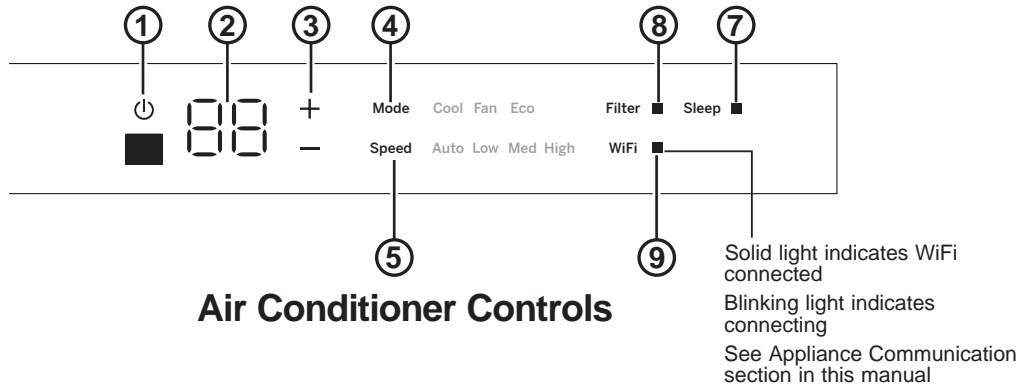 1 2 3 4 8 7
88
+
Mode Cool Fan Eco
Filter
Sleep
−
Speed Auto Low Med High
WiFi
5 9
Air Conditioner Controls
Solid light indicates WiFi
connected
Blinking light indicates
connecting
See Appliance Communication
section in this manual